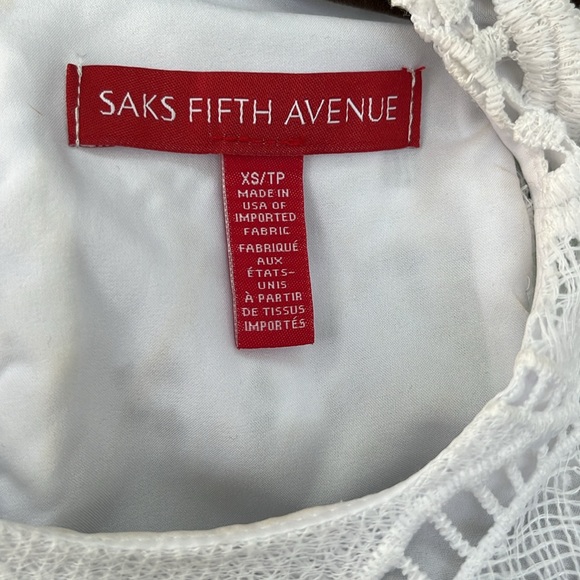 SAKS FIFTH AVENUE
XS/TP
MADE IN
USA OF
IMPORTED
FABRIC
FABRIQUÉ
AUX
ÉTATS-
UNIS
À PARTIR
DE TISSUS
IMPORTÉS